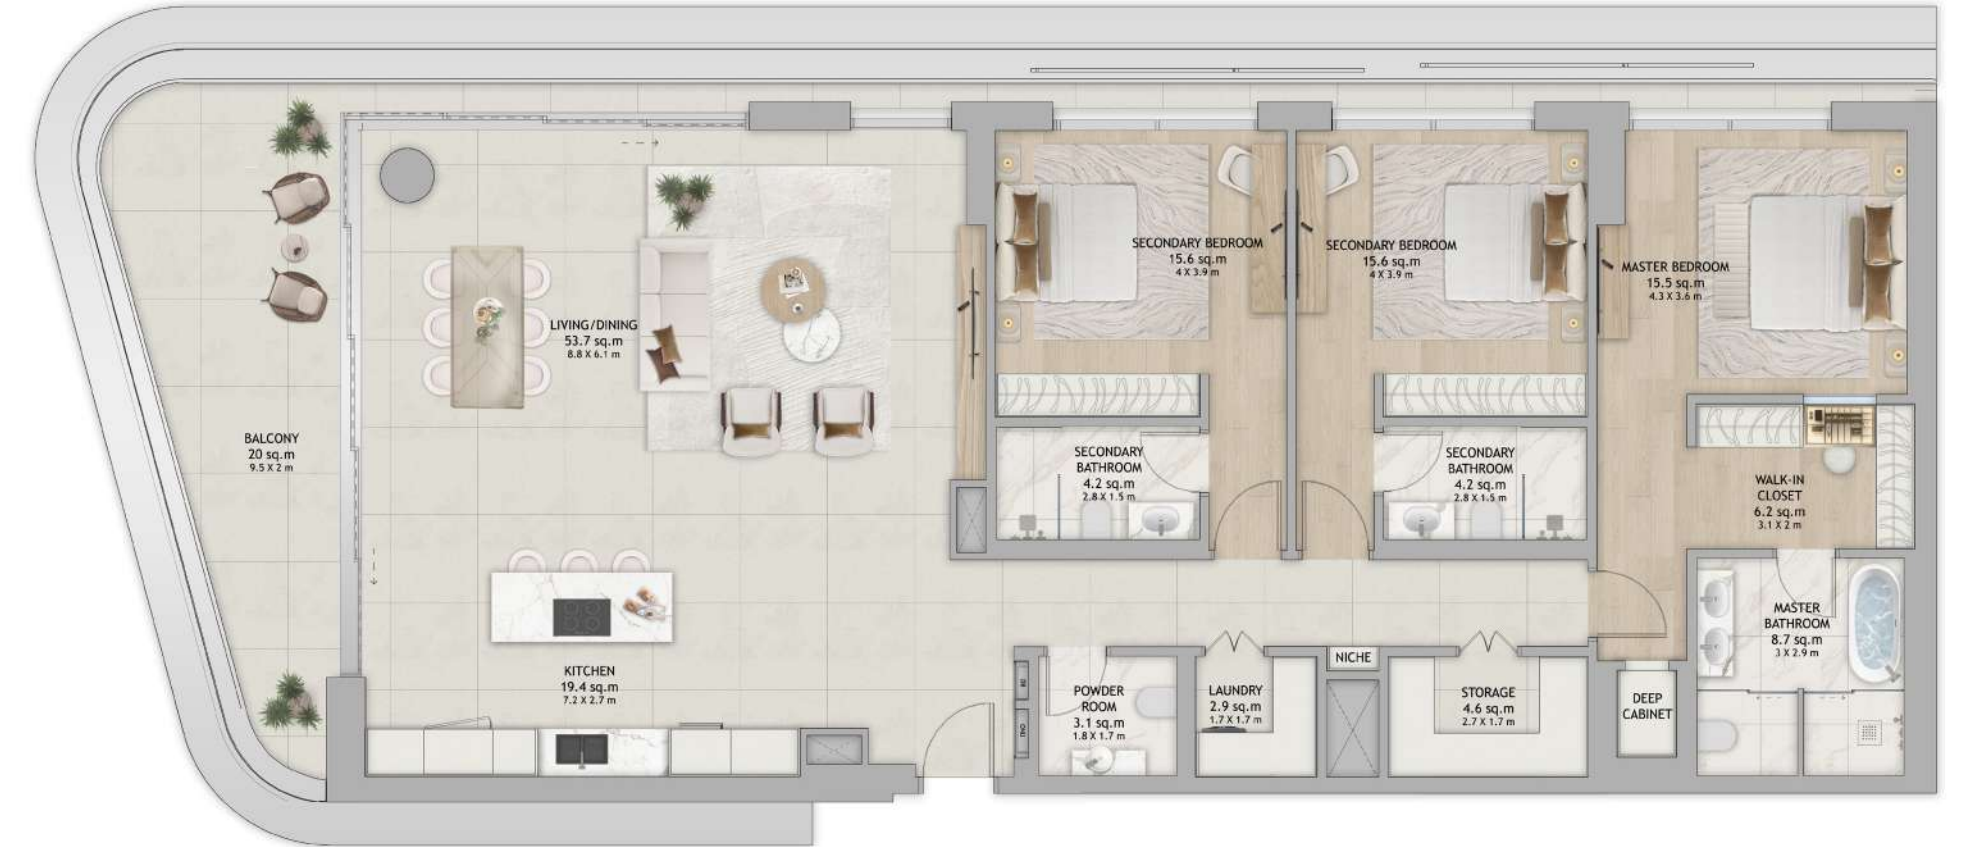 BALCONY
20 sq.m
9.5 X 2 m
LIVING/DINING
53.7 sq.m
8.8 X 6.1 m
KITCHEN
19.4 sq.m
7.2 X 2.7 m
SECONDARY BEDROOM
15.6 sq.m
4 X 3.9 m
SECONDARY BEDROOM
15.6 sq.m
4 X 3.9 m
MASTER BEDROOM
15.5 sq.m
4.3 X 3.6 m
SECONDARY
BATHROOM
4.2 sq.m
2.8 X 1.5 m
SECONDARY
BATHROOM
4.2 sq.m
2.8 X 1.5 m
WALK-IN
CLOSET
6.2 sq.m
3.1 X 2 m
MASTER
BATHROOM
8.7 sq.m
3 X 2.9 m
POWDER
ROOM
3.1 sq.m
1.8 X 1.7 m
LAUNDRY
2.9 sq.m
1.7 X 1.7 m
NICHE
STORAGE
4.6 sq.m
2.7 X 1.7 m
DEEP
CABINET